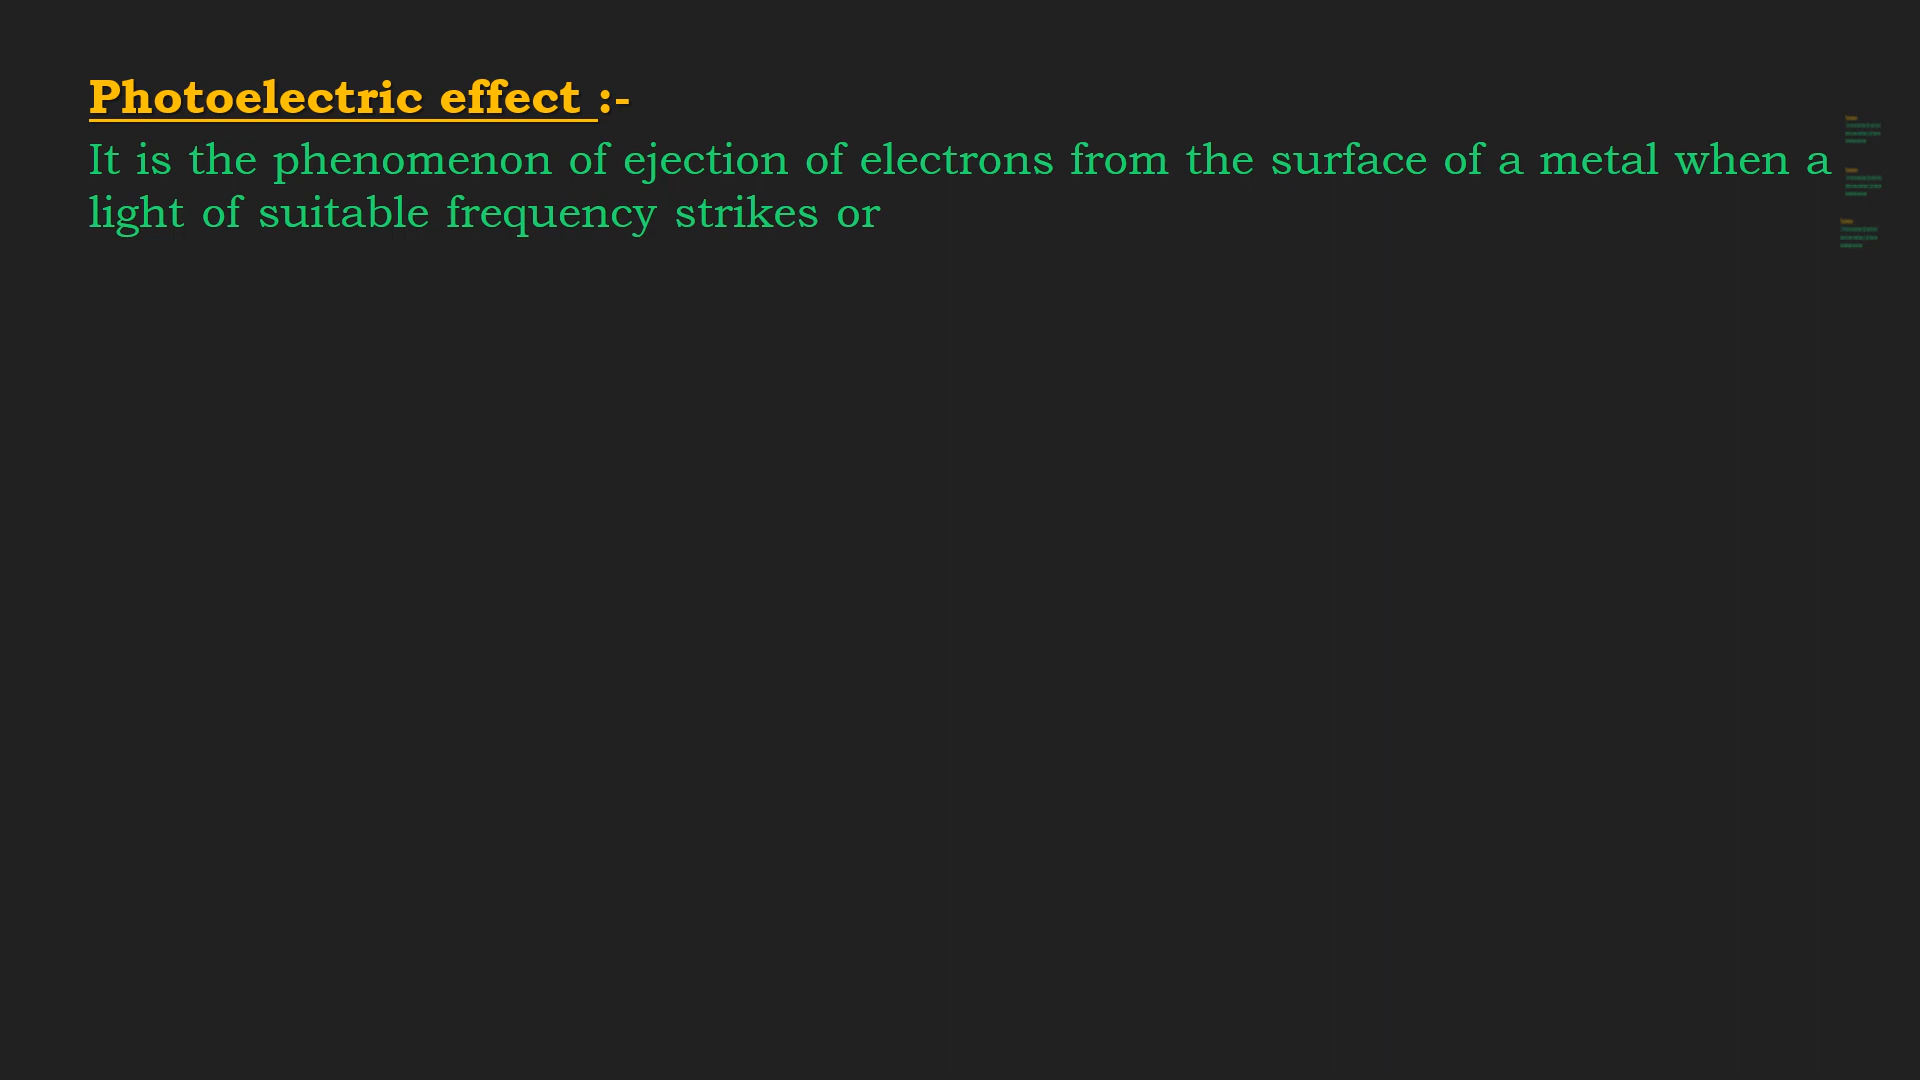 Photoelectric effect :-
It is the phenomenon of ejection of electrons from the surface of a metal when a
light of suitable frequency strikes or